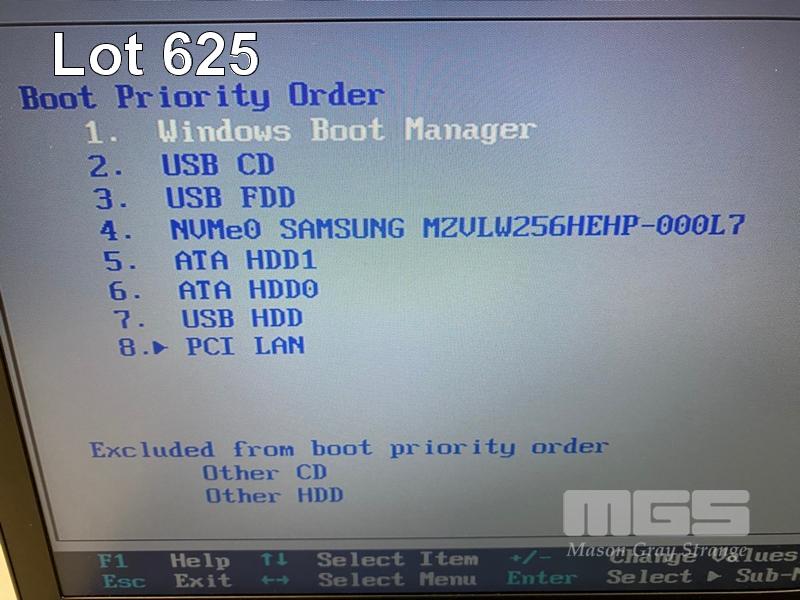 Lot 625
Boot Priority Order
1. Windows Boot Manager
2. USB CD
3. USB FDD
4. NVMe0 SAMSUNG MZVLW256HEHP-000L7
5. ATA HDD1
6. ATA HDD0
7. USB HDD
8.▸ PCI LAN
Excluded from boot priority order
Other CD
Other HDD
MGS
Mason Gray Strange
F1 Help ↑↓ Select Item +/- Change Values
Esc Exit ←→ Select Menu Enter Select ▸ Sub-M